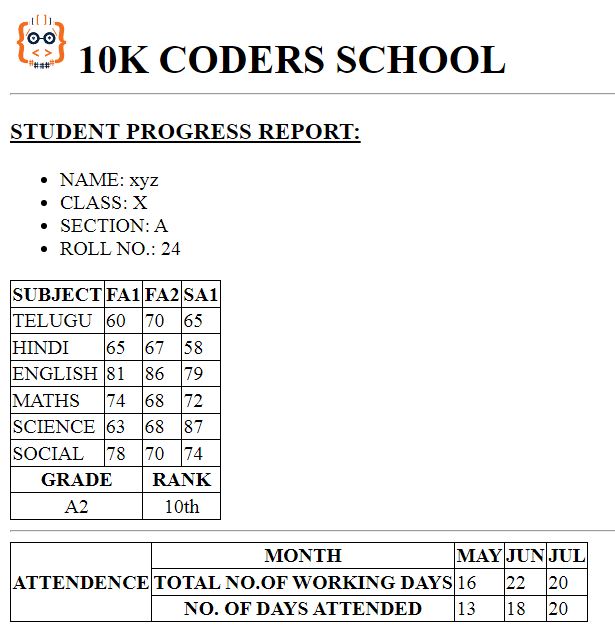 10K CODERS SCHOOL
STUDENT PROGRESS REPORT:
NAME: xyz
CLASS: X
SECTION: A
ROLL NO.: 24
SUBJECT FA1 FA2 SA1
TELUGU 60 70 65
HINDI 65 67 58
ENGLISH 81 86 79
MATHS 74 68 72
SCIENCE 63 68 87
SOCIAL 78 70 74
GRADE RANK
A2 10th
MONTH MAY JUN JUL
ATTENDENCE TOTAL NO.OF WORKING DAYS 16 22 20
NO. OF DAYS ATTENDED 13 18 20